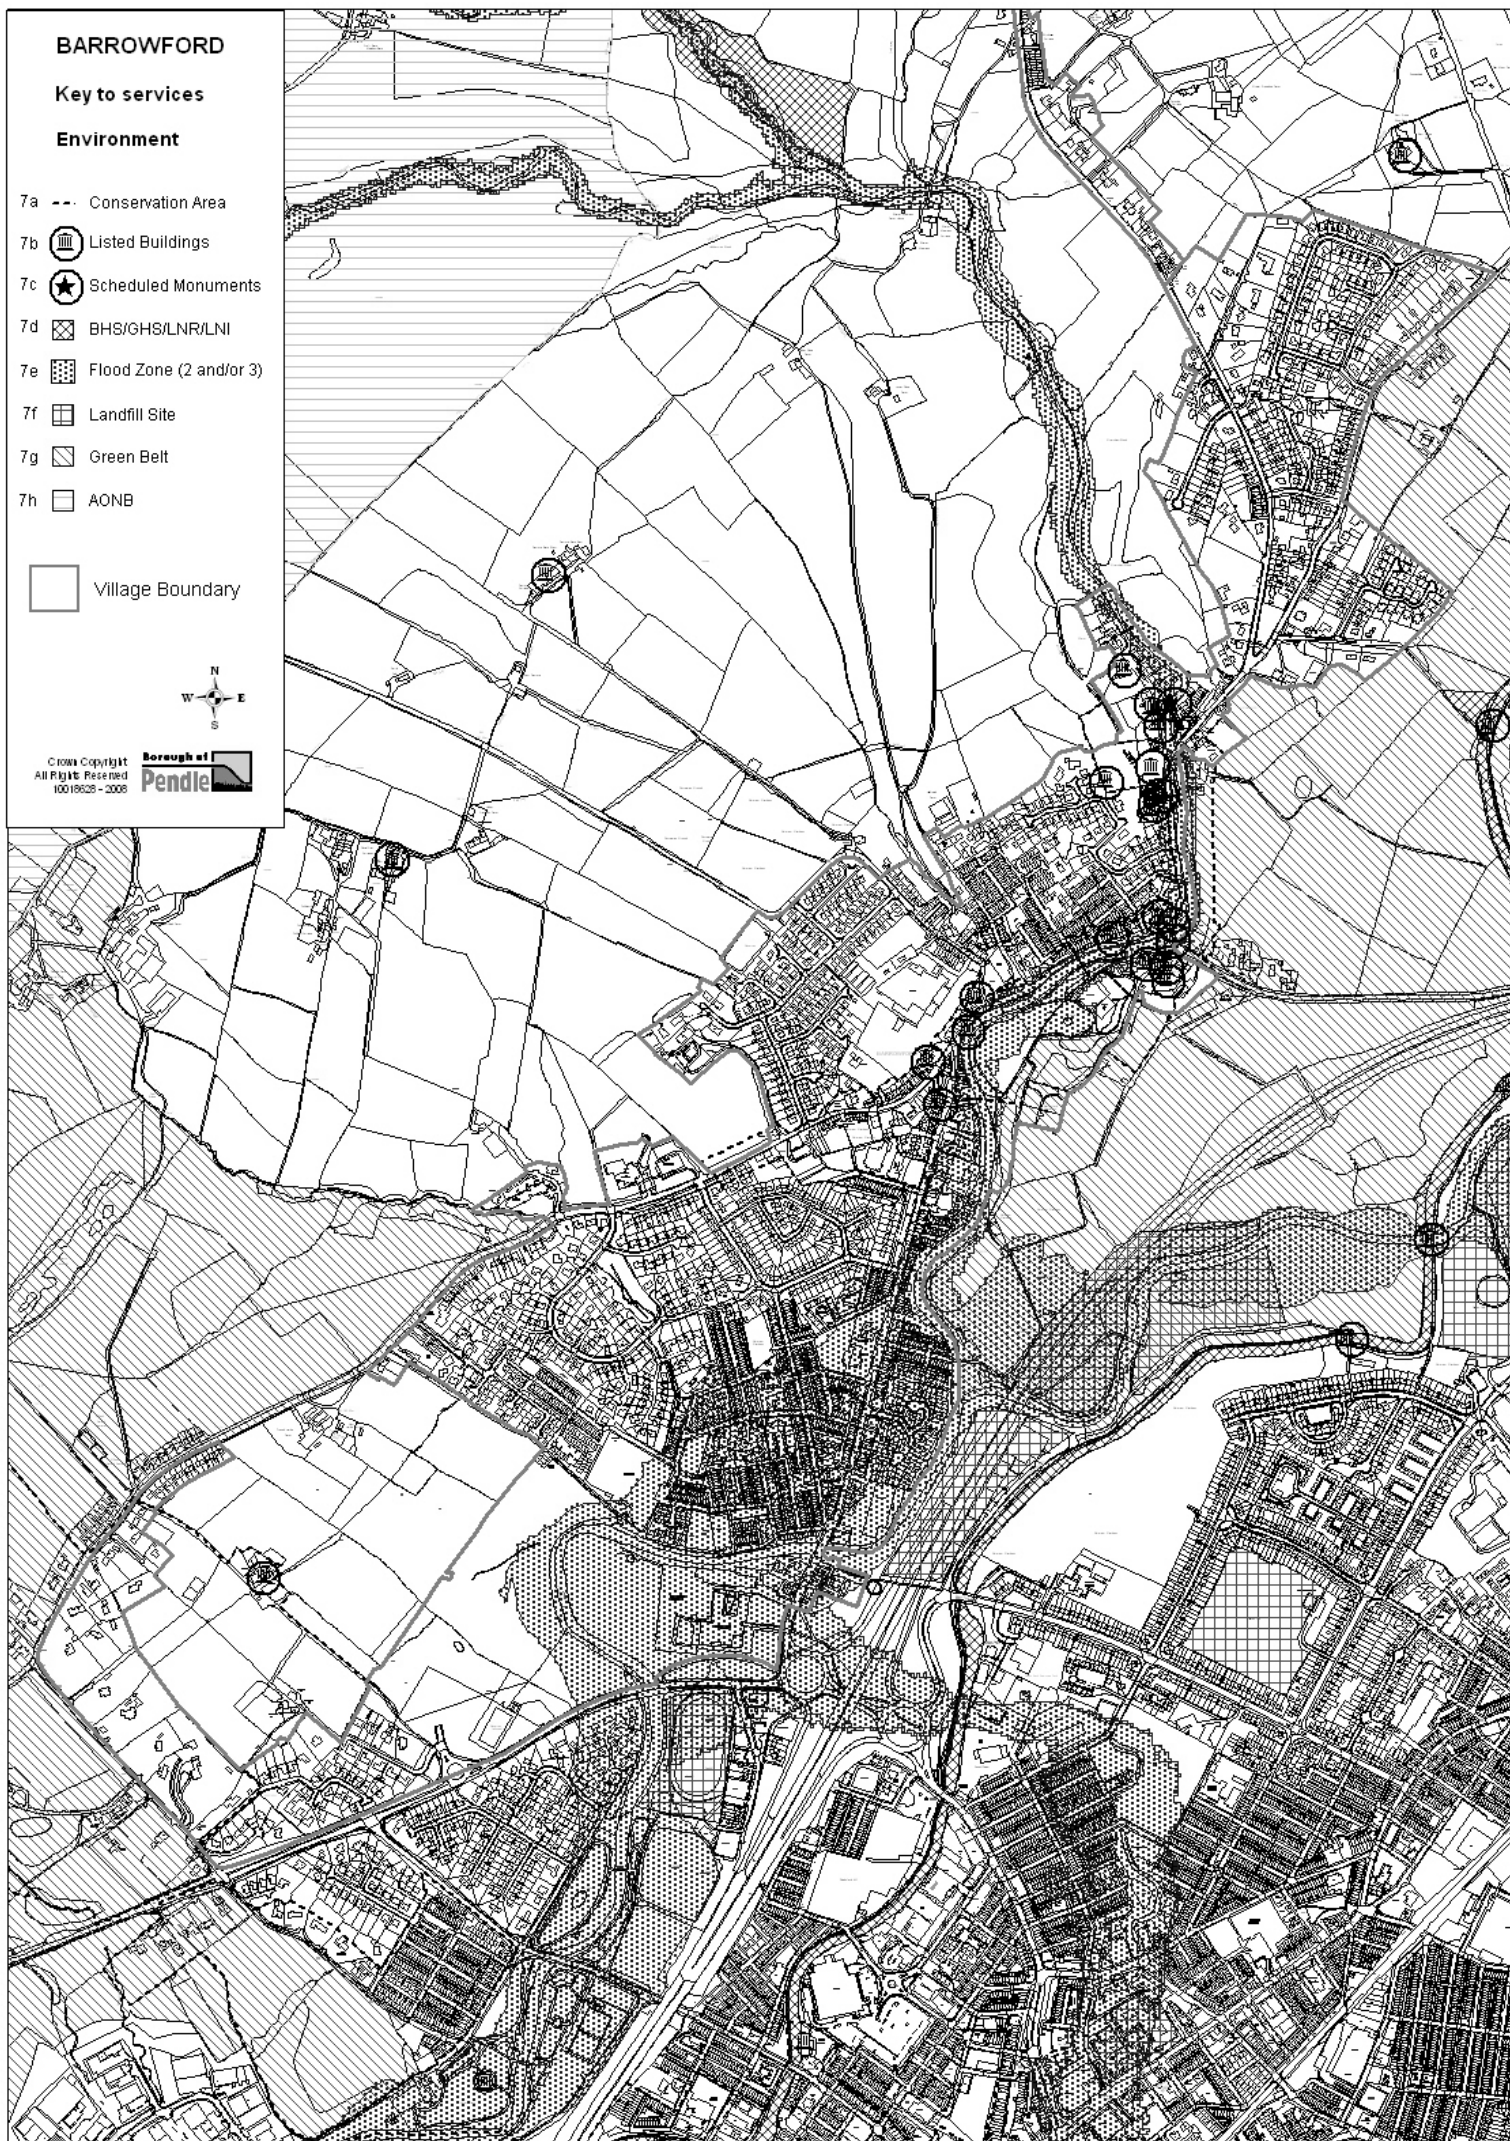 BARROWFORD
Key to services
Environment
7a Conservation Area
7b Listed Buildings
7c Scheduled Monuments
7d BHS/GHS/LNR/LNI
7e Flood Zone (2 and/or 3)
7f Landfill Site
7g Green Belt
7h AONB
Village Boundary
N
W E
S
Crown Copyright
All Rights Reserved
10018628 - 2008
Borough of
Pendle